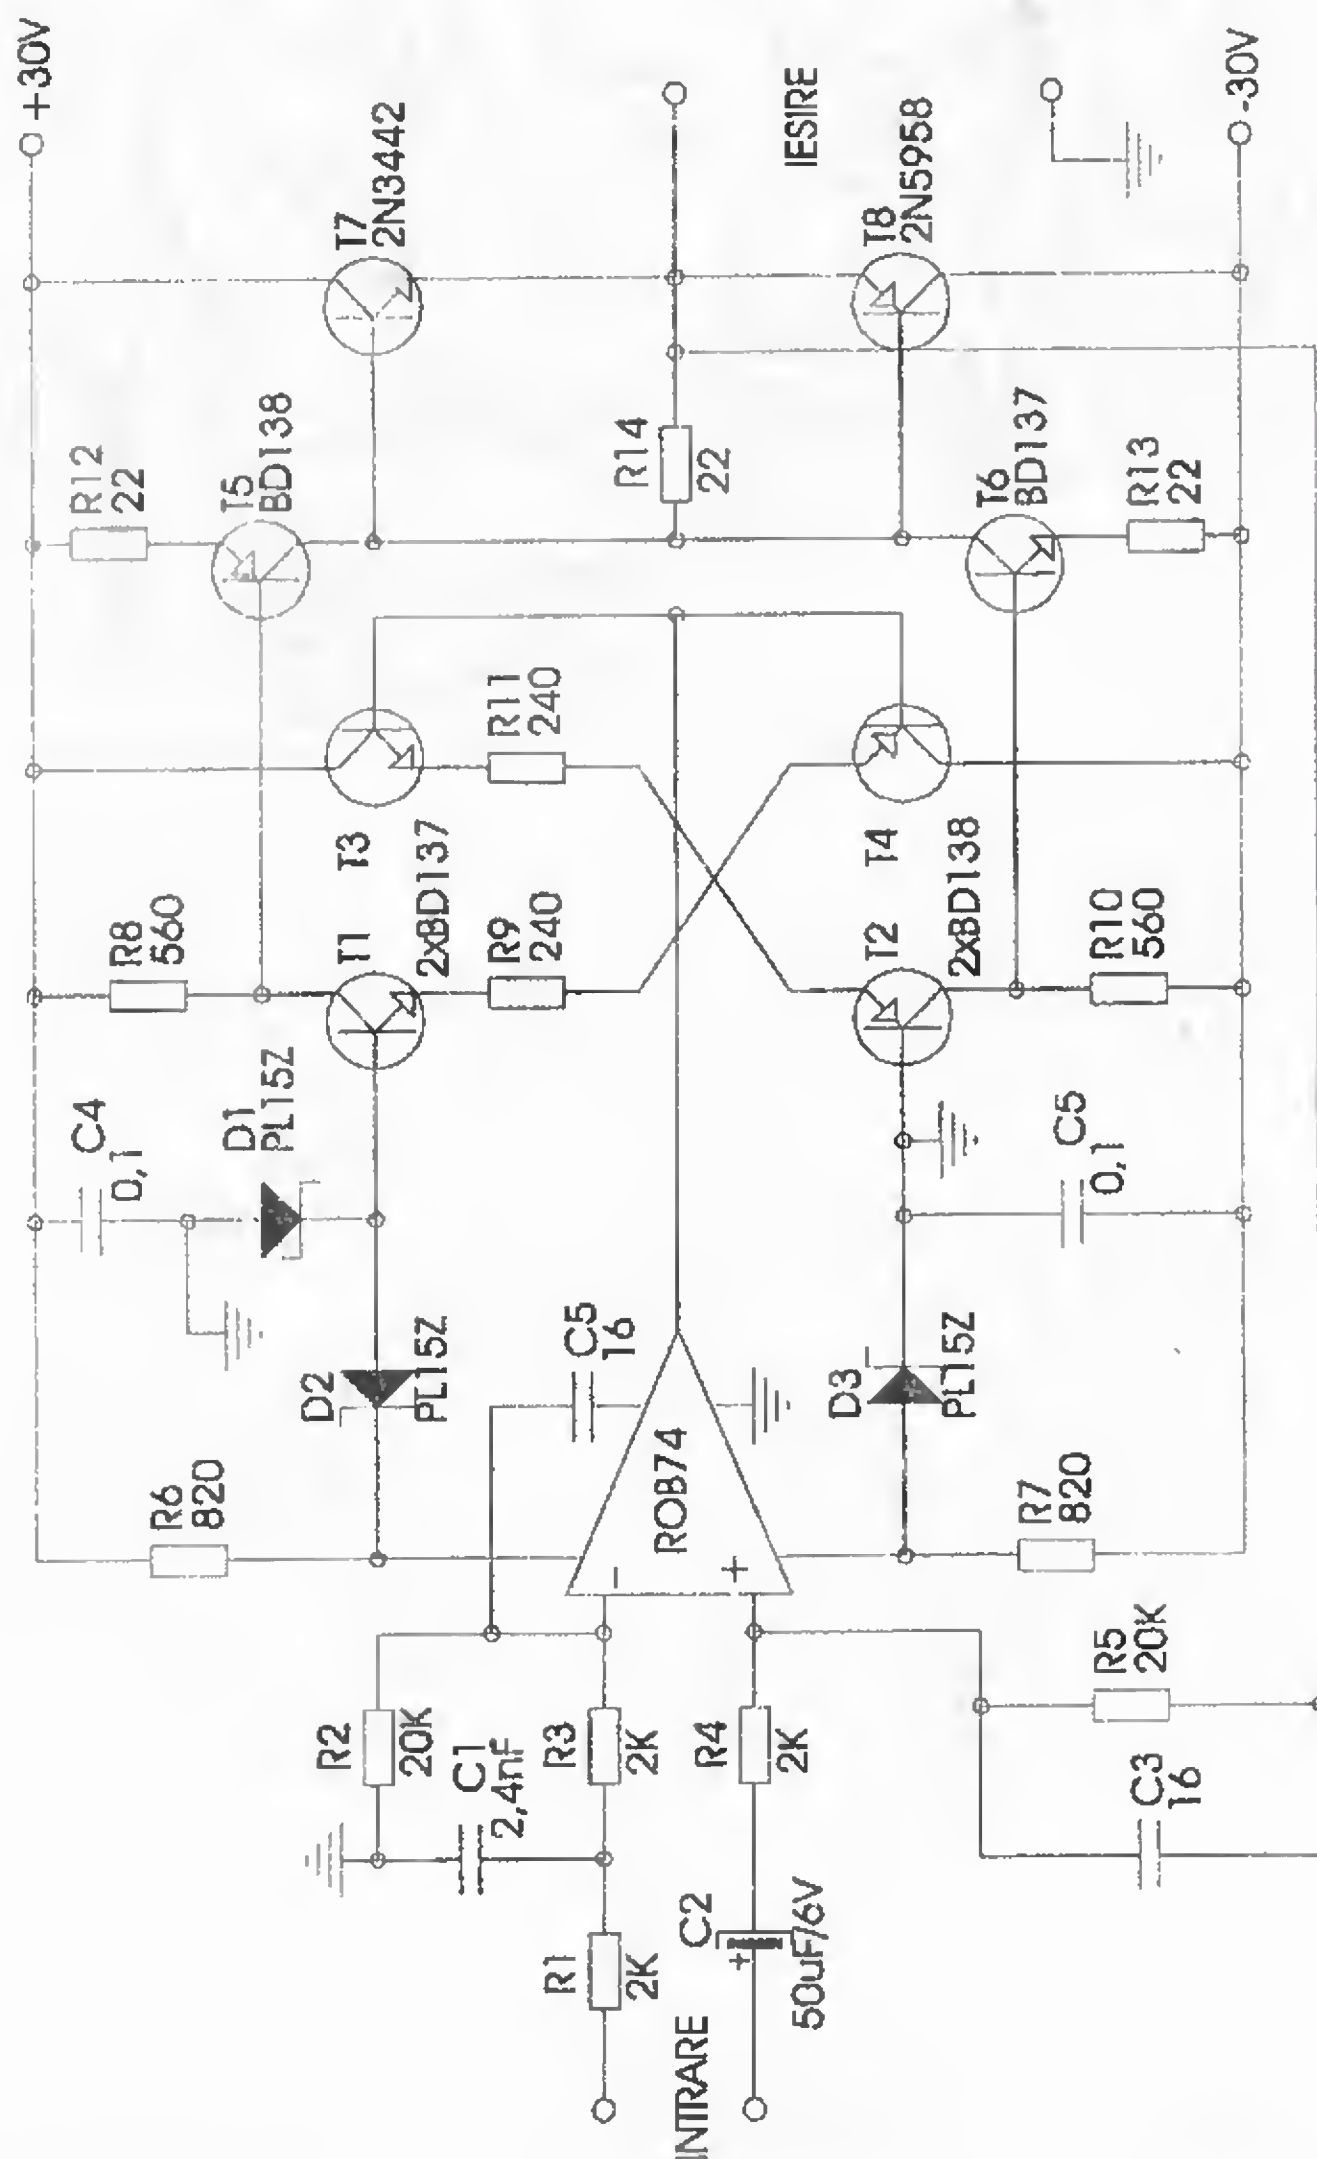 +30V
R12
22
T5
BD138
T7
2N3442
IESIRE
R14
22
T8
2N5958
T6
BD137
R13
22
-30V
R11
240
T3
T4
R8
560
T1
2xBD137
R9
240
T2
2xBD138
R10
560
C4
0,1
D1
PL15Z
C5
0,1
D2
PL15Z
C5
16
ROB74
-
+
D3
PL15Z
R6
820
R7
820
R2
20K
C1
2,4nF
R3
2K
R4
2K
R5
20K
C3
16
R1
2K
C2
+
50uF/6V
INTRARE